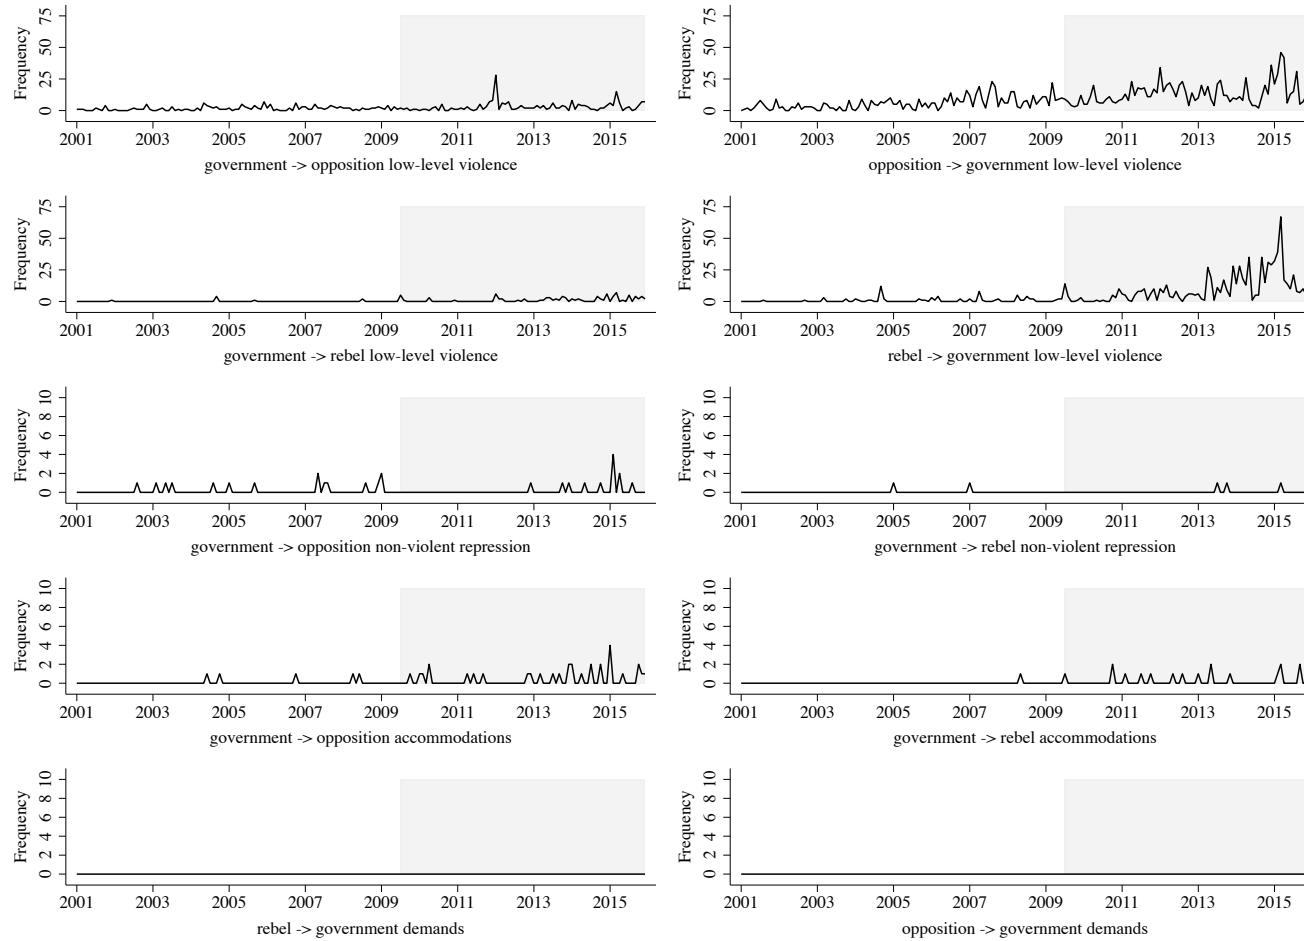 Frequency
75
50
25
0
2001 2003 2005 2007 2009 2011 2013 2015
government -> opposition low-level violence
Frequency
75
50
25
0
2001 2003 2005 2007 2009 2011 2013 2015
opposition -> government low-level violence
Frequency
75
50
25
0
2001 2003 2005 2007 2009 2011 2013 2015
government -> rebel low-level violence
Frequency
75
50
25
0
2001 2003 2005 2007 2009 2011 2013 2015
rebel -> government low-level violence
Frequency
10
8
6
4
2
0
2001 2003 2005 2007 2009 2011 2013 2015
government -> opposition non-violent repression
Frequency
10
8
6
4
2
0
2001 2003 2005 2007 2009 2011 2013 2015
government -> rebel non-violent repression
Frequency
10
8
6
4
2
0
2001 2003 2005 2007 2009 2011 2013 2015
government -> opposition accommodations
Frequency
10
8
6
4
2
0
2001 2003 2005 2007 2009 2011 2013 2015
government -> rebel accommodations
Frequency
10
8
6
4
2
0
2001 2003 2005 2007 2009 2011 2013 2015
rebel -> government demands
Frequency
10
8
6
4
2
0
2001 2003 2005 2007 2009 2011 2013 2015
opposition -> government demands